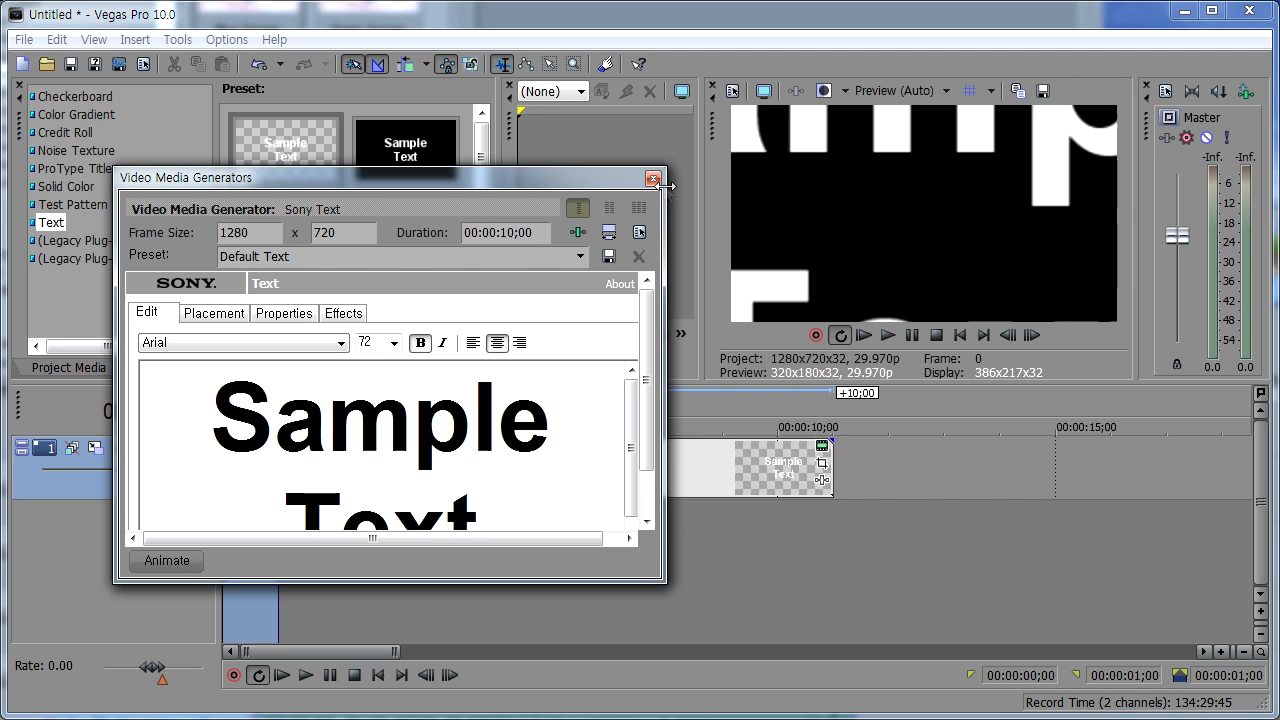 Untitled * - Vegas Pro 10.0
File Edit View Insert Tools Options Help
Checkerboard
Color Gradient
Credit Roll
Noise Texture
ProType Title
Solid Color
Test Pattern
Text
(Legacy Plug-
(Legacy Plug-
Project Media
Preset:
Sample
Text
Sample
Text
(None)
Preview (Auto)
Master
-Inf. -Inf.
6
12
18
24
30
36
42
48
54
0.0 0.0
Video Media Generators
Video Media Generator: Sony Text
Frame Size: 1280 x 720 Duration: 00:00:10;00
Preset: Default Text
SONY. Text About
Edit Placement Properties Effects
Arial 72 B I
Sample
Text
Animate
Project: 1280x720x32, 29.970p Frame: 0
Preview: 320x180x32, 29.970p Display: 386x217x32
+10;00
00:00:10;00 00:00:15;00
1
Sample
Text
Rate: 0.00
00:00:00;00 00:00:01;00 00:00:01;00
Record Time (2 channels): 134:29:45